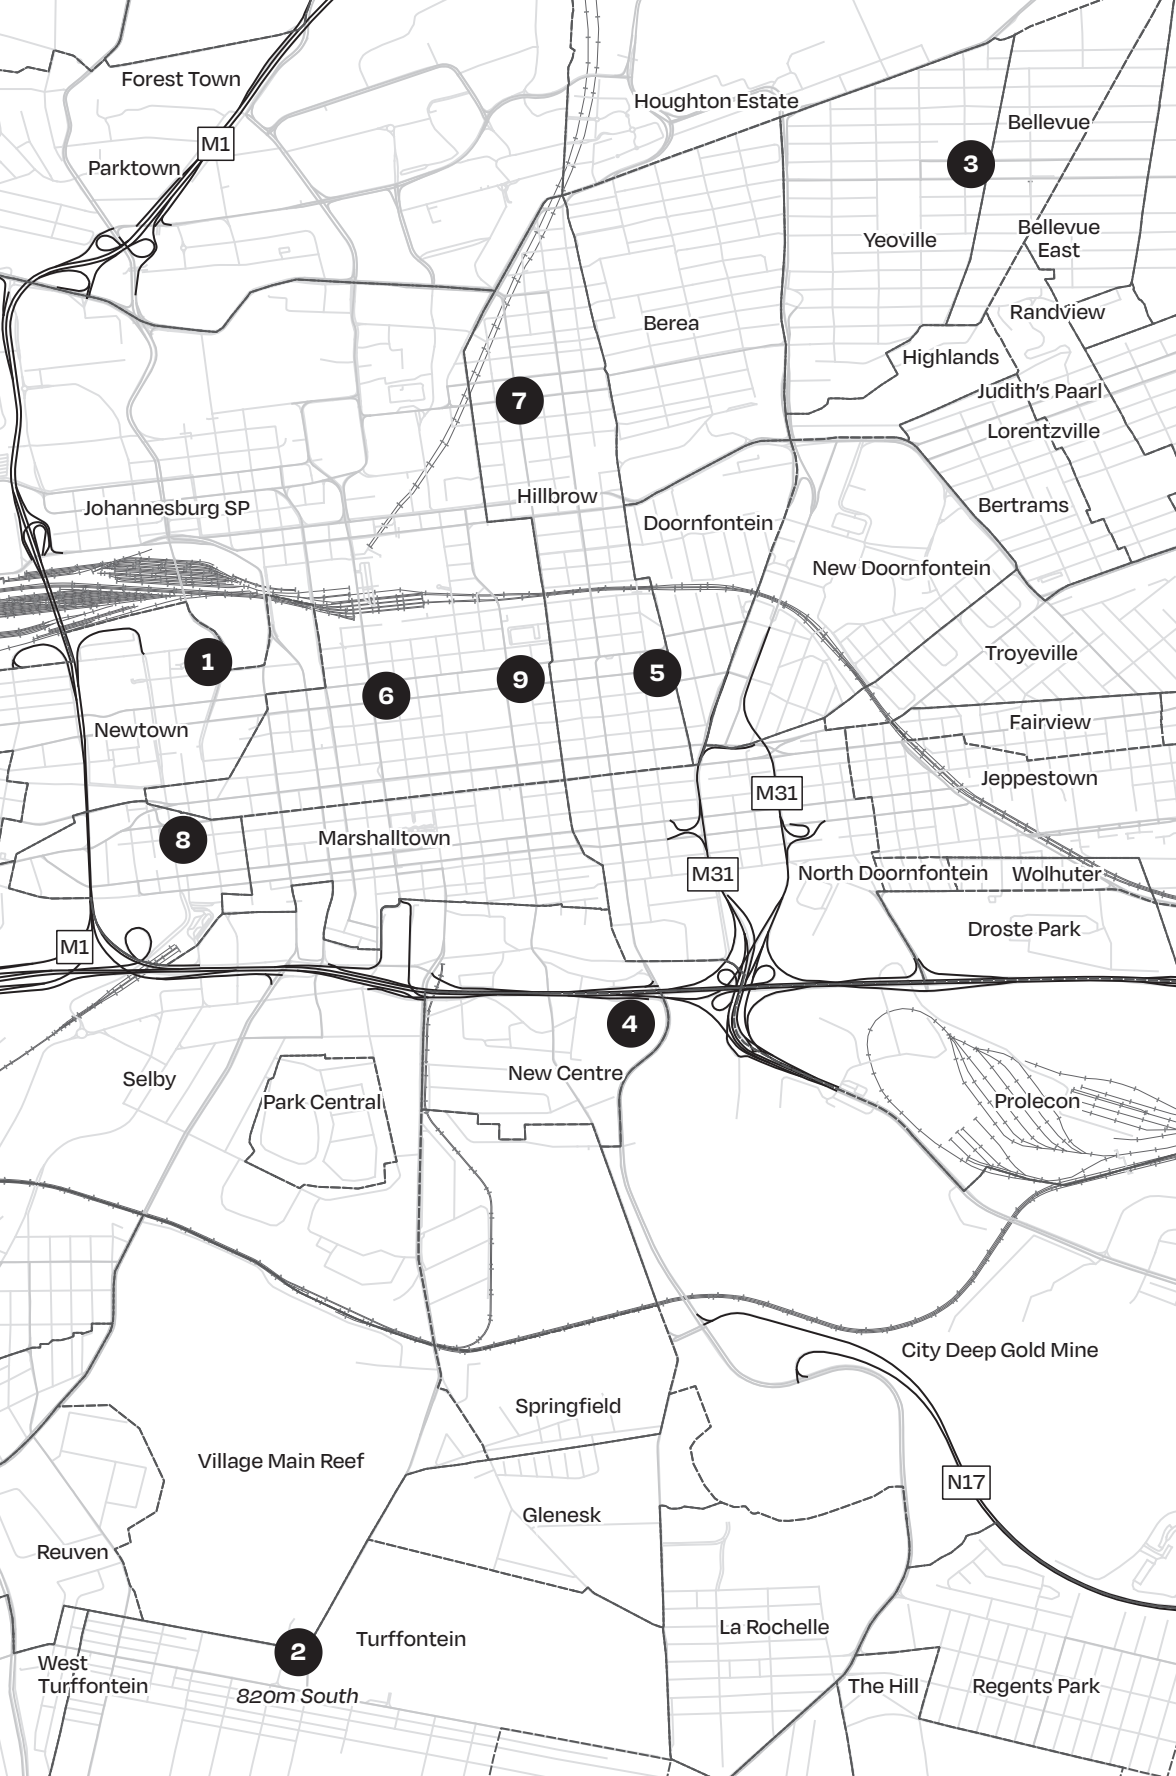 Forest Town
Houghton Estate
Bellevue
M1
3
Parktown
Bellevue
East
Yeoville
Randview
Berea
Highlands
Judith's Paarl
7
Lorentzville
Hillbrow
Johannesburg SP
Bertrams
Doornfontein
New Doornfontein
Troyeville
1
5
9
6
Fairview
Newtown
Jeppestown
M31
8
Marshalltown
M31
North Doornfontein
Wolhuter
Droste Park
M1
4
New Centre
Selby
Park Central
Prolecon
City Deep Gold Mine
Springfield
Village Main Reef
N17
Glenesk
Reuven
La Rochelle
Turffontein
2
West
Turffontein
820m South
The Hill
Regents Park